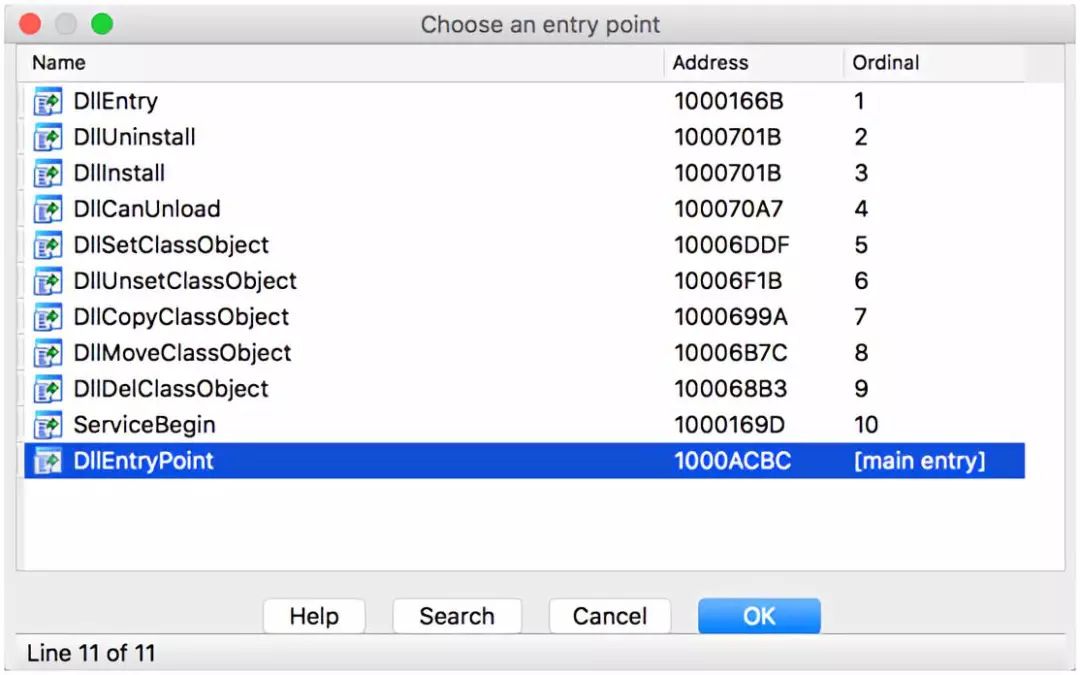 Choose an entry point
Name Address Ordinal
DllEntry 1000166B 1
DllUninstall 1000701B 2
DllInstall 1000701B 3
DllCanUnload 100070A7 4
DllSetClassObject 10006DDF 5
DllUnsetClassObject 10006F1B 6
DllCopyClassObject 1000699A 7
DllMoveClassObject 10006B7C 8
DllDelClassObject 100068B3 9
ServiceBegin 1000169D 10
DllEntryPoint 1000ACBC [main entry]
Help Search Cancel OK
Line 11 of 11